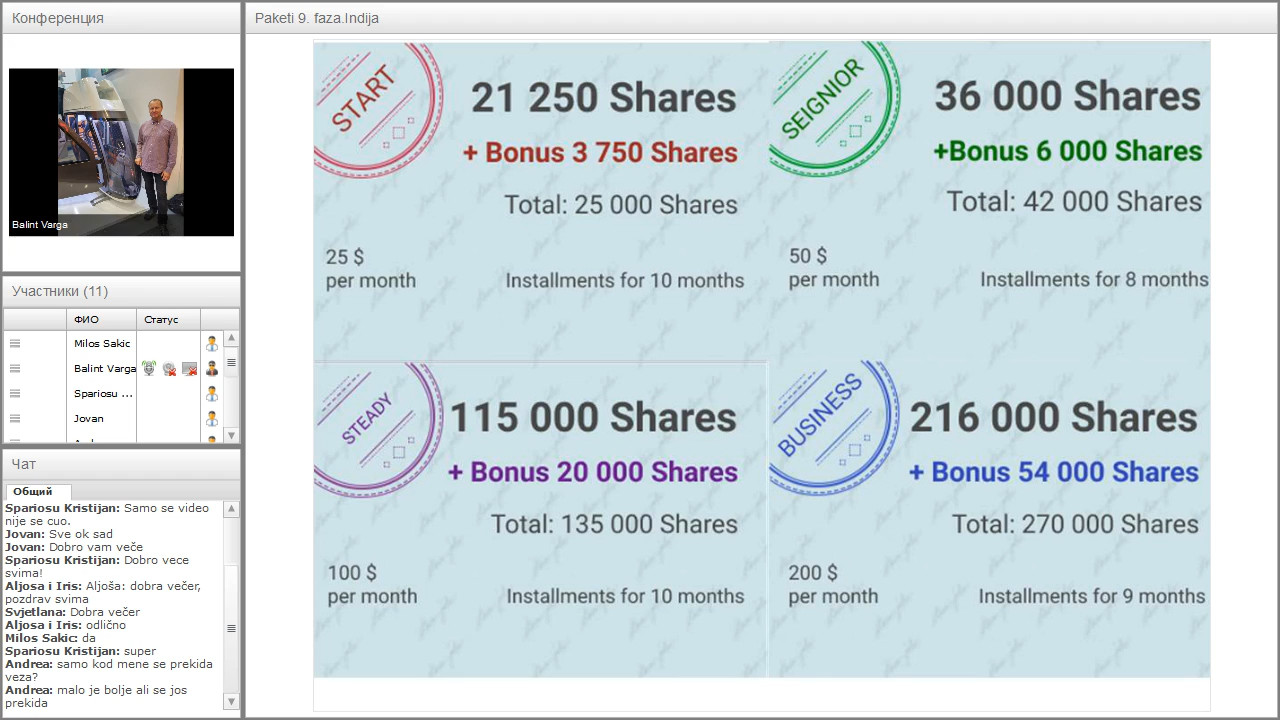 Конференция
Balint Varga
Участники (11)
ФИО Статус
Milos Sakic
Balint Varga
Spariosu ...
Jovan
Чат
Общий
Spariosu Kristijan: Samo se video
nije se cuo.
Jovan: Sve ok sad
Jovan: Dobro vam veče
Spariosu Kristijan: Dobro vece
svima!
Aljosa i Iris: Aljoša: dobra večer,
pozdrav svima
Svjetlana: Dobra večer
Aljosa i Iris: odlično
Milos Sakic: da
Spariosu Kristijan: super
Andrea: samo kod mene se prekida
veza?
Andrea: malo je bolje ali se jos
prekida
Paketi 9. faza.Indija
START
21 250 Shares
+ Bonus 3 750 Shares
Total: 25 000 Shares
25 $
per month
Installments for 10 months
SEIGNIOR
36 000 Shares
+Bonus 6 000 Shares
Total: 42 000 Shares
50 $
per month
Installments for 8 months
STEADY
115 000 Shares
+ Bonus 20 000 Shares
Total: 135 000 Shares
100 $
per month
Installments for 10 months
BUSINESS
216 000 Shares
+ Bonus 54 000 Shares
Total: 270 000 Shares
200 $
per month
Installments for 9 months